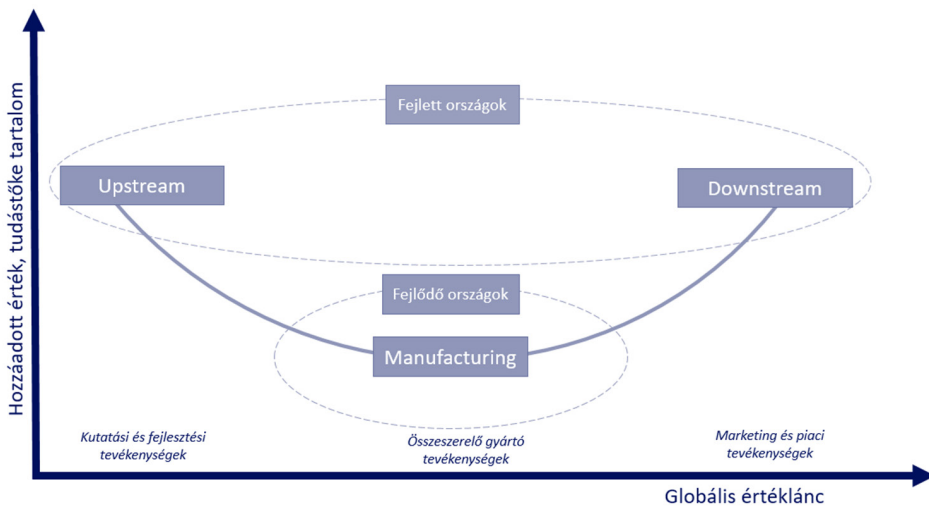 Hozzáadott érték, tudástőke tartalom
Fejlett országok
Upstream
Downstream
Fejlődő országok
Manufacturing
Kutatási és fejlesztési
tevékenységek
Összeszerelő gyártó
tevékenységek
Marketing és piaci
tevékenységek
Globális értéklánc